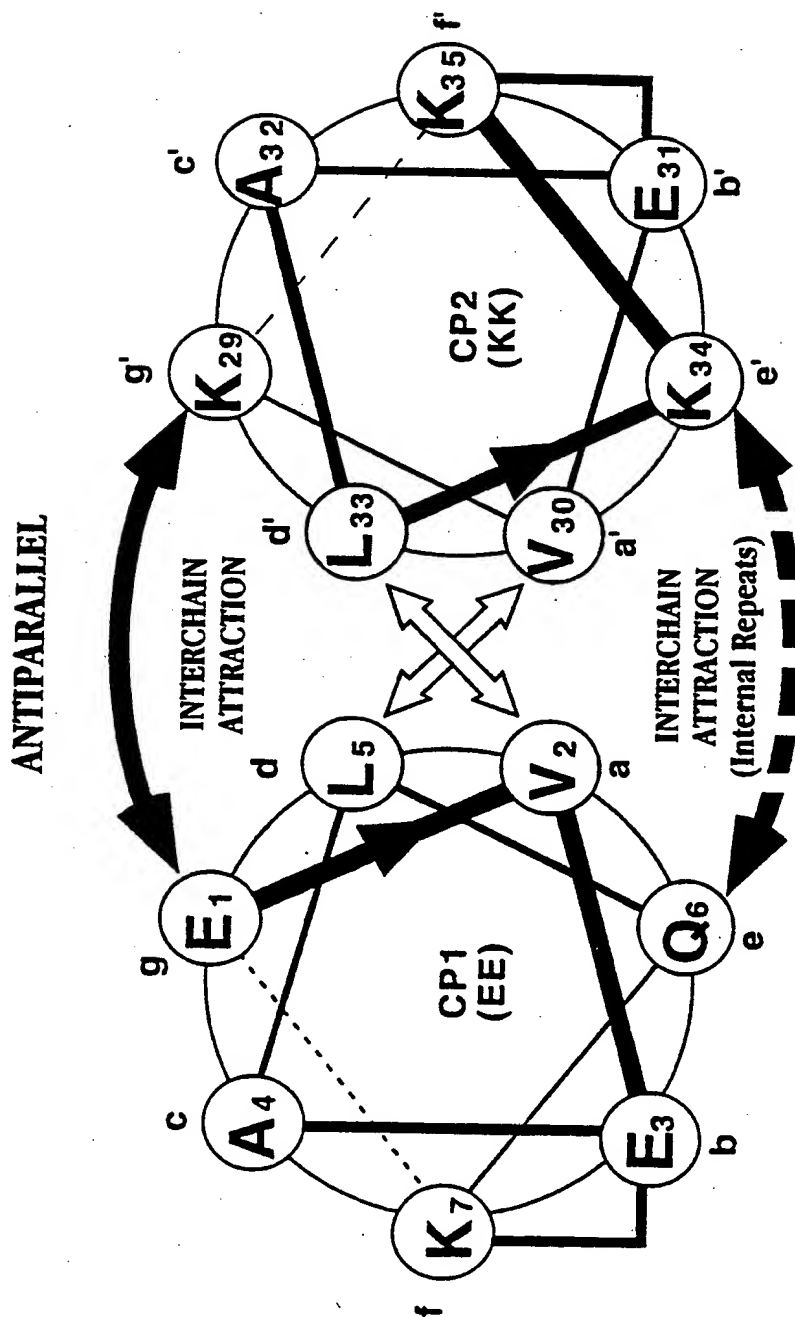 ANTIPARALLEL
INTERCHAIN
ATTRACTION
g
E1
d
L5
c
A4
CP1
(EE)
f
K7
a
V2
b
E3
e
Q6
g'
K29
c'
A32
d'
L33
f'
K35
CP2
(KK)
a'
V30
b'
E31
e'
K34
INTERCHAIN
ATTRACTION
(Internal Repeats)